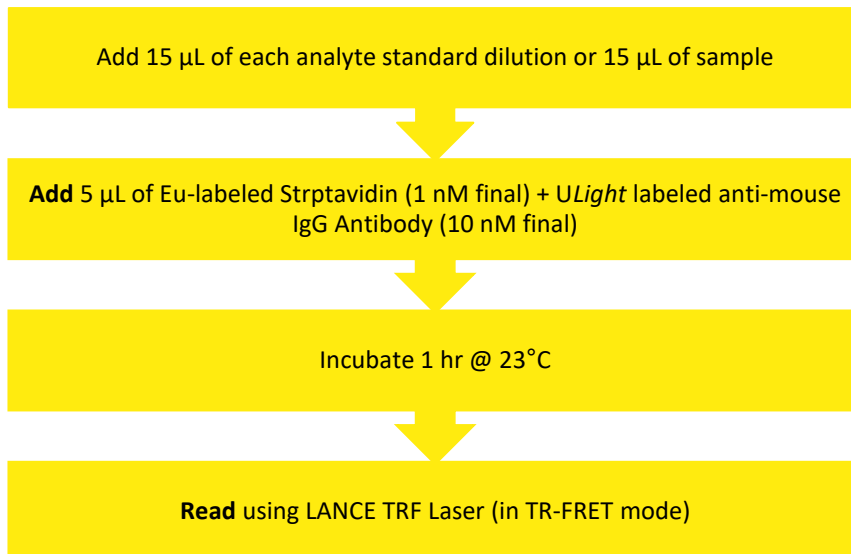 Add 15 µL of each analyte standard dilution or 15 µL of sample
Add 5 µL of Eu-labeled Strptavidin (1 nM final) + ULight labeled anti-mouse
IgG Antibody (10 nM final)
Incubate 1 hr @ 23°C
Read using LANCE TRF Laser (in TR-FRET mode)